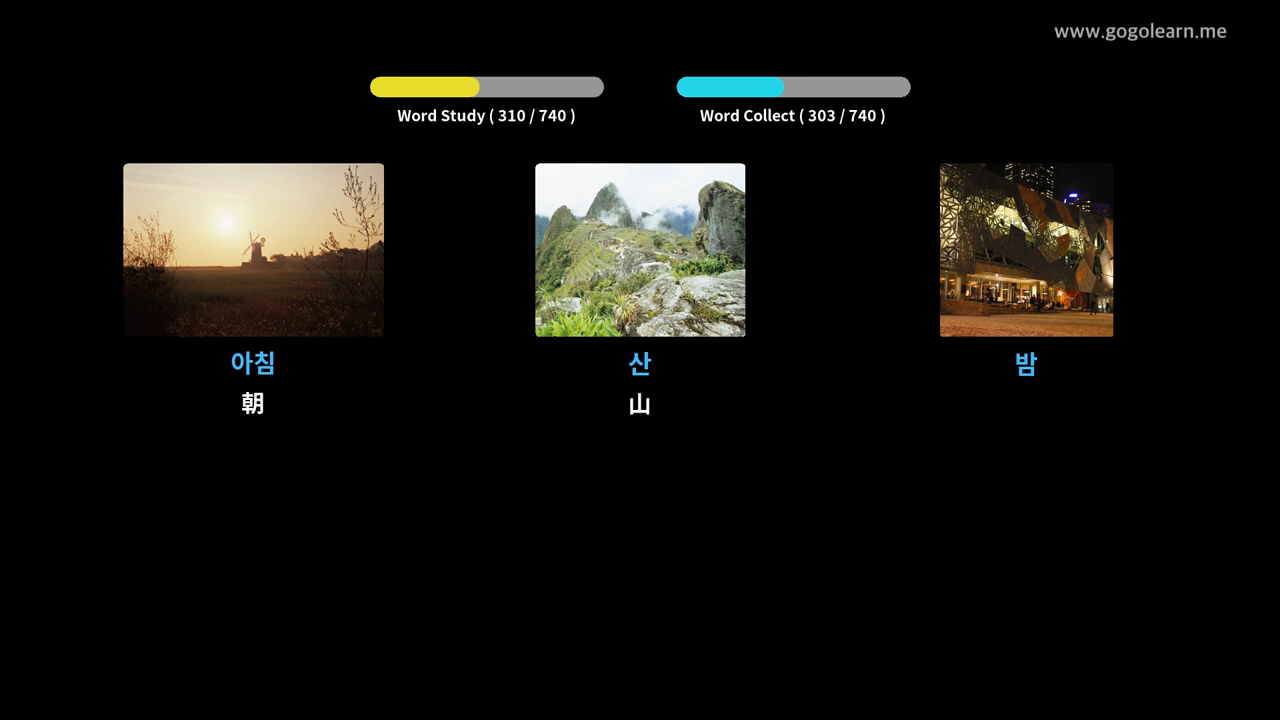 www.gogolearn.me
Word Study ( 310 / 740 )
Word Collect ( 303 / 740 )
아침
산
밤
朝
山